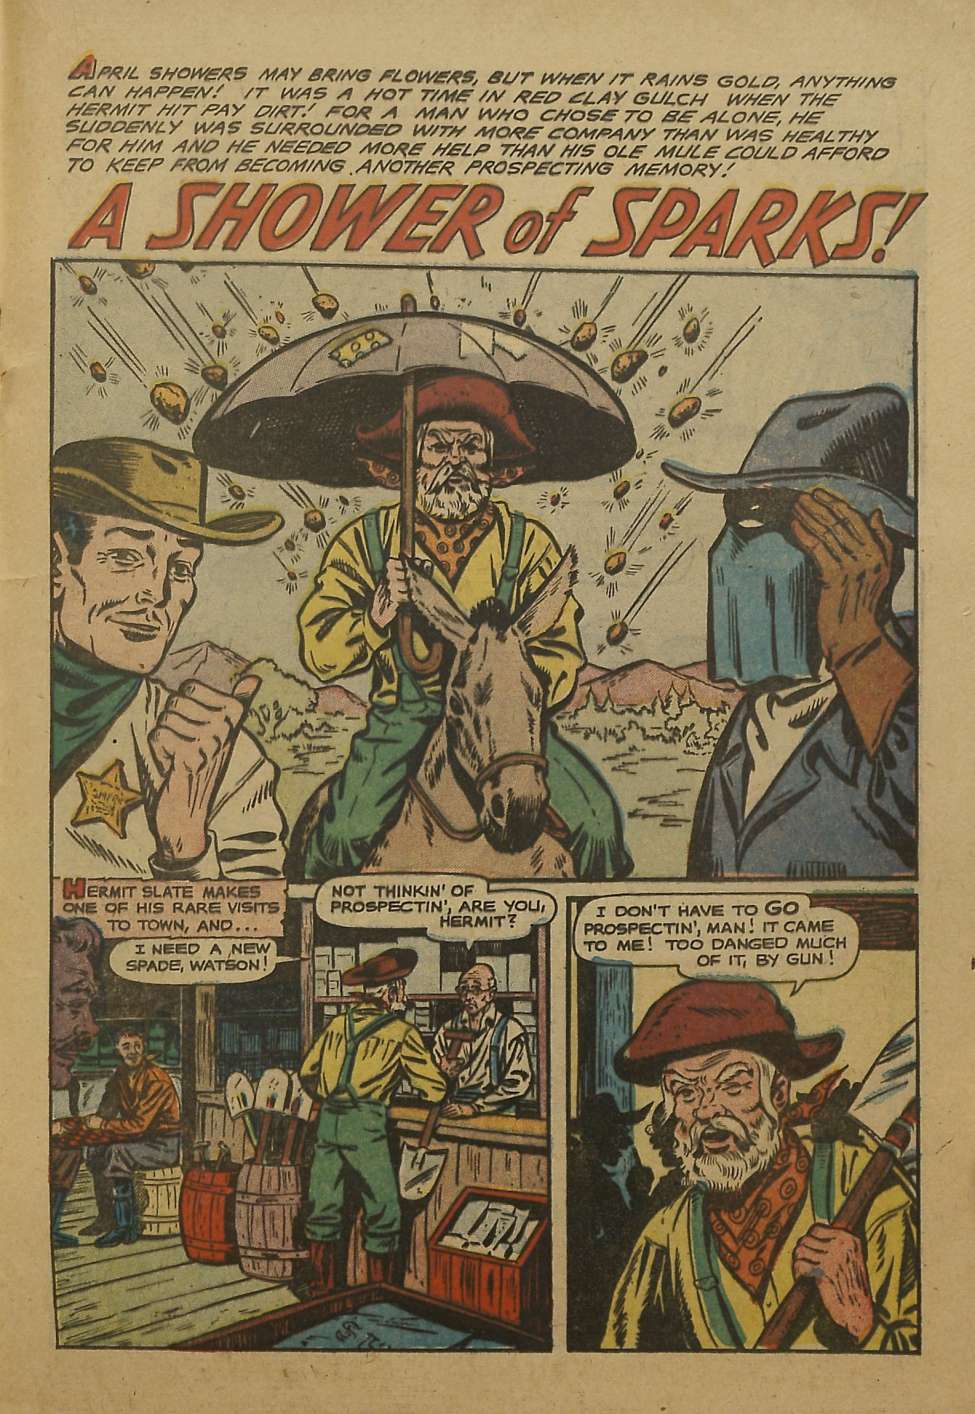 APRIL SHOWERS MAY BRING FLOWERS, BUT WHEN IT RAINS GOLD, ANYTHING
CAN HAPPEN! IT WAS A HOT TIME IN RED CLAY GULCH WHEN THE
HERMIT HIT PAY DIRT! FOR A MAN WHO CHOSE TO BE ALONE, HE
SUDDENLY WAS SURROUNDED WITH MORE COMPANY THAN WAS HEALTHY
FOR HIM AND HE NEEDED MORE HELP THAN HIS OLE MULE COULD AFFORD
TO KEEP FROM BECOMING ANOTHER PROSPECTING MEMORY!
A SHOWER of SPARKS!
HERMIT SLATE MAKES
ONE OF HIS RARE VISITS
TO TOWN, AND...
I NEED A NEW
SPADE, WATSON!
NOT THINKIN' OF
PROSPECTIN', ARE YOU,
HERMIT?
I DON'T HAVE TO GO
PROSPECTIN', MAN! IT CAME
TO ME! TOO DANGED MUCH
OF IT, BY GUN!